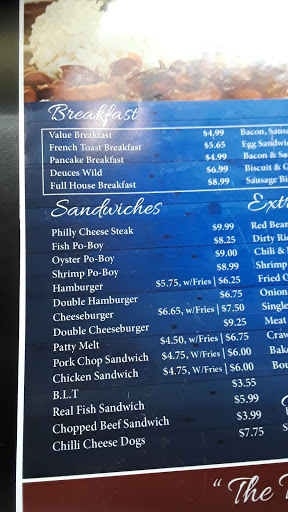 Breakfast
Value Breakfast $4.99
French Toast Breakfast $5.65
Pancake Breakfast $4.99
Deuces Wild $6.99
Full House Breakfast $8.99
Bacon, Sausa
Egg Sandwic
Bacon & Sa
Biscuit & G
Sausage Bi
Sandwiches
Philly Cheese Steak $9.99
Fish Po-Boy $8.25
Oyster Po-Boy $9.00
Shrimp Po-Boy $8.99
Hamburger $5.75, w/Fries | $6.25
Double Hamburger $6.75
Cheeseburger $6.65, w/Fries | $7.50
Double Cheeseburger $9.25
Patty Melt $4.50, w/Fries | $6.75
Pork Chop Sandwich $4.75, w/Fries | $6.00
Chicken Sandwich $4.75, W/Fries | $6.00
B.L.T $3.55
Real Fish Sandwich $5.99
Chopped Beef Sandwich $3.99
Chilli Cheese Dogs $7.75
Extr
Red Bean
Dirty Ric
Chili &
Shrimp
Fried O
Onion
Single
Meat
Craw
Bake
Bou
" The